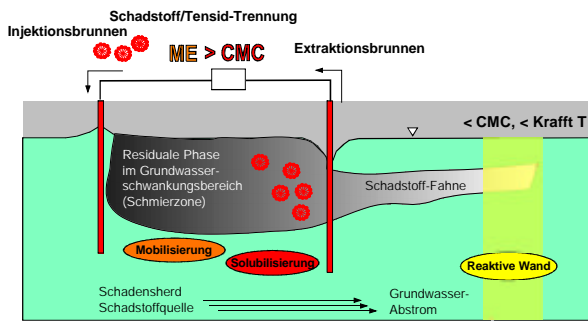 Schadstoff/Tensid-Trennung
Injektionsbrunnen
ME > CMC
Extraktionsbrunnen
< CMC, < Krafft T
Residuale Phase
im Grundwasser-
schwankungsbereich
(Schmierzone)
Schadstoff-Fahne
Mobilisierung
Solubilisierung
Reaktive Wand
Schadensherd
Schadstoffquelle
Grundwasser-
Abstrom